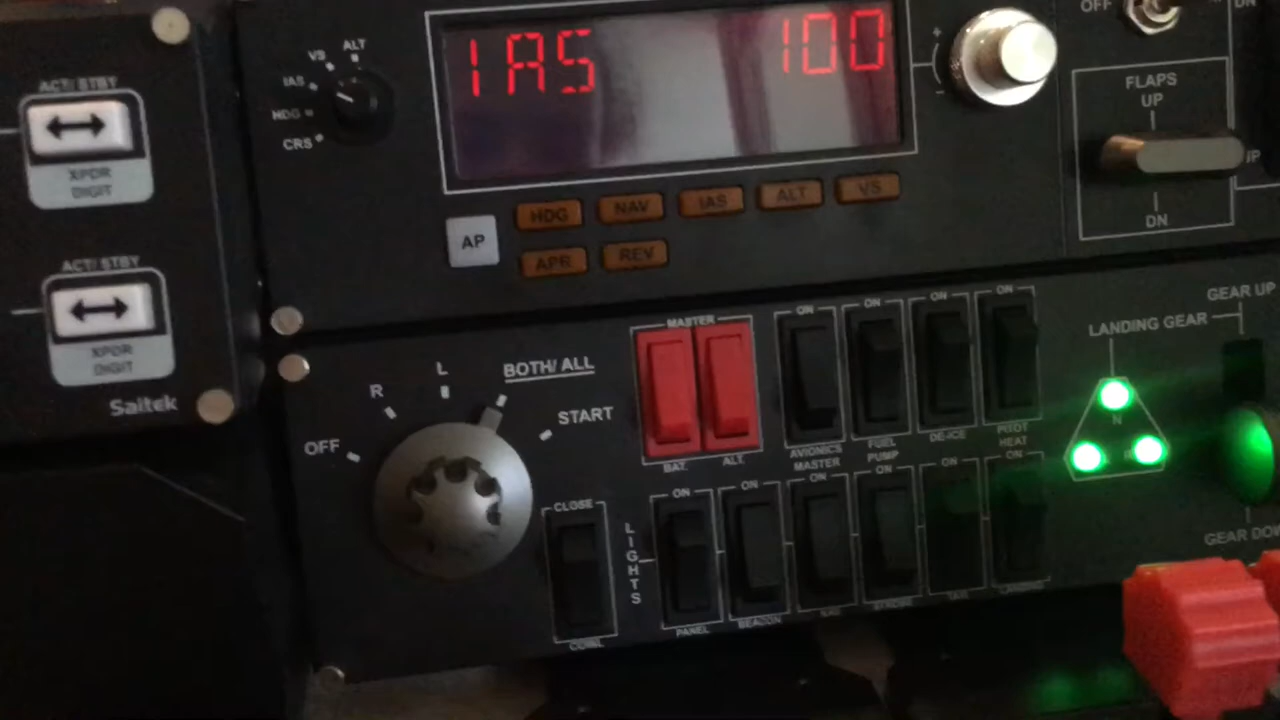 ACT/ STBY
XPDR
DIGIT
ACT/ STBY
XPDR
DIGIT
Saitek
ALT
VS
IAS
HDG
CRS
IAS 100
+
-
AP
HDG
NAV
IAS
ALT
VS
APR
REV
OFF
DN
FLAPS
UP
DN
UP
OFF
R
L
BOTH/ ALL
START
MASTER
BAT.
ALT.
ON
ON
ON
ON
AVIONICS
MASTER
FUEL
PUMP
DE-ICE
PITOT
HEAT
CLOSE
COWL
LIGHTS
ON
ON
ON
ON
ON
ON
PANEL
BEACON
NAV
STROBE
TAXI
LANDING
LANDING GEAR
N
GEAR UP
GEAR DOWN